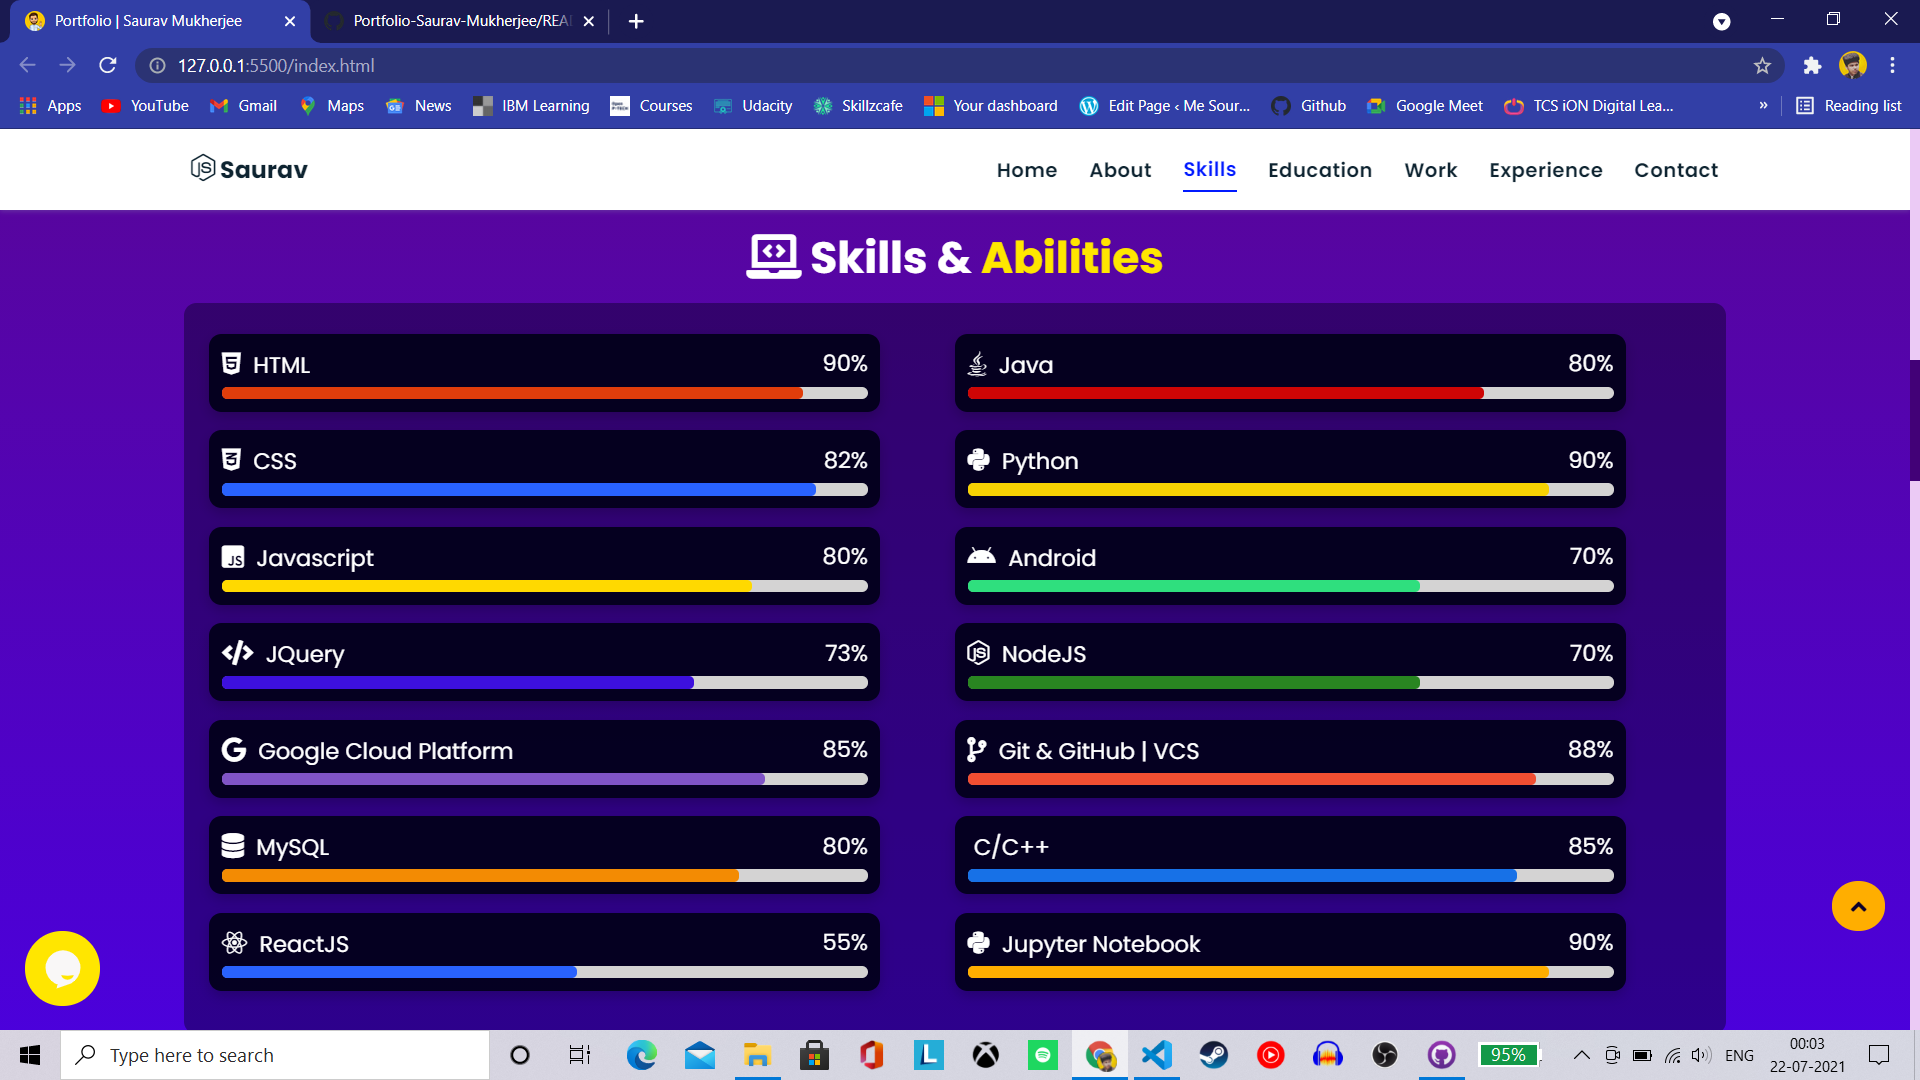 Portfolio | Saurav Mukherjee
Portfolio-Saurav-Mukherjee/REA
127.0.0.1:5500/index.html
Apps YouTube Gmail Maps News IBM Learning Courses Udacity Skillzcafe Your dashboard Edit Page ‹ Me Sour... Github Google Meet TCS iON Digital Lea... » Reading list
JS Saurav
Home About Skills Education Work Experience Contact
Skills & Abilities
HTML 90%
Java 80%
CSS 82%
Python 90%
JS Javascript 80%
Android 70%
JQuery 73%
JS NodeJS 70%
Google Cloud Platform 85%
Git & GitHub | VCS 88%
MySQL 80%
C/C++ 85%
ReactJS 55%
Jupyter Notebook 90%
Type here to search
95%
ENG
00:03
22-07-2021